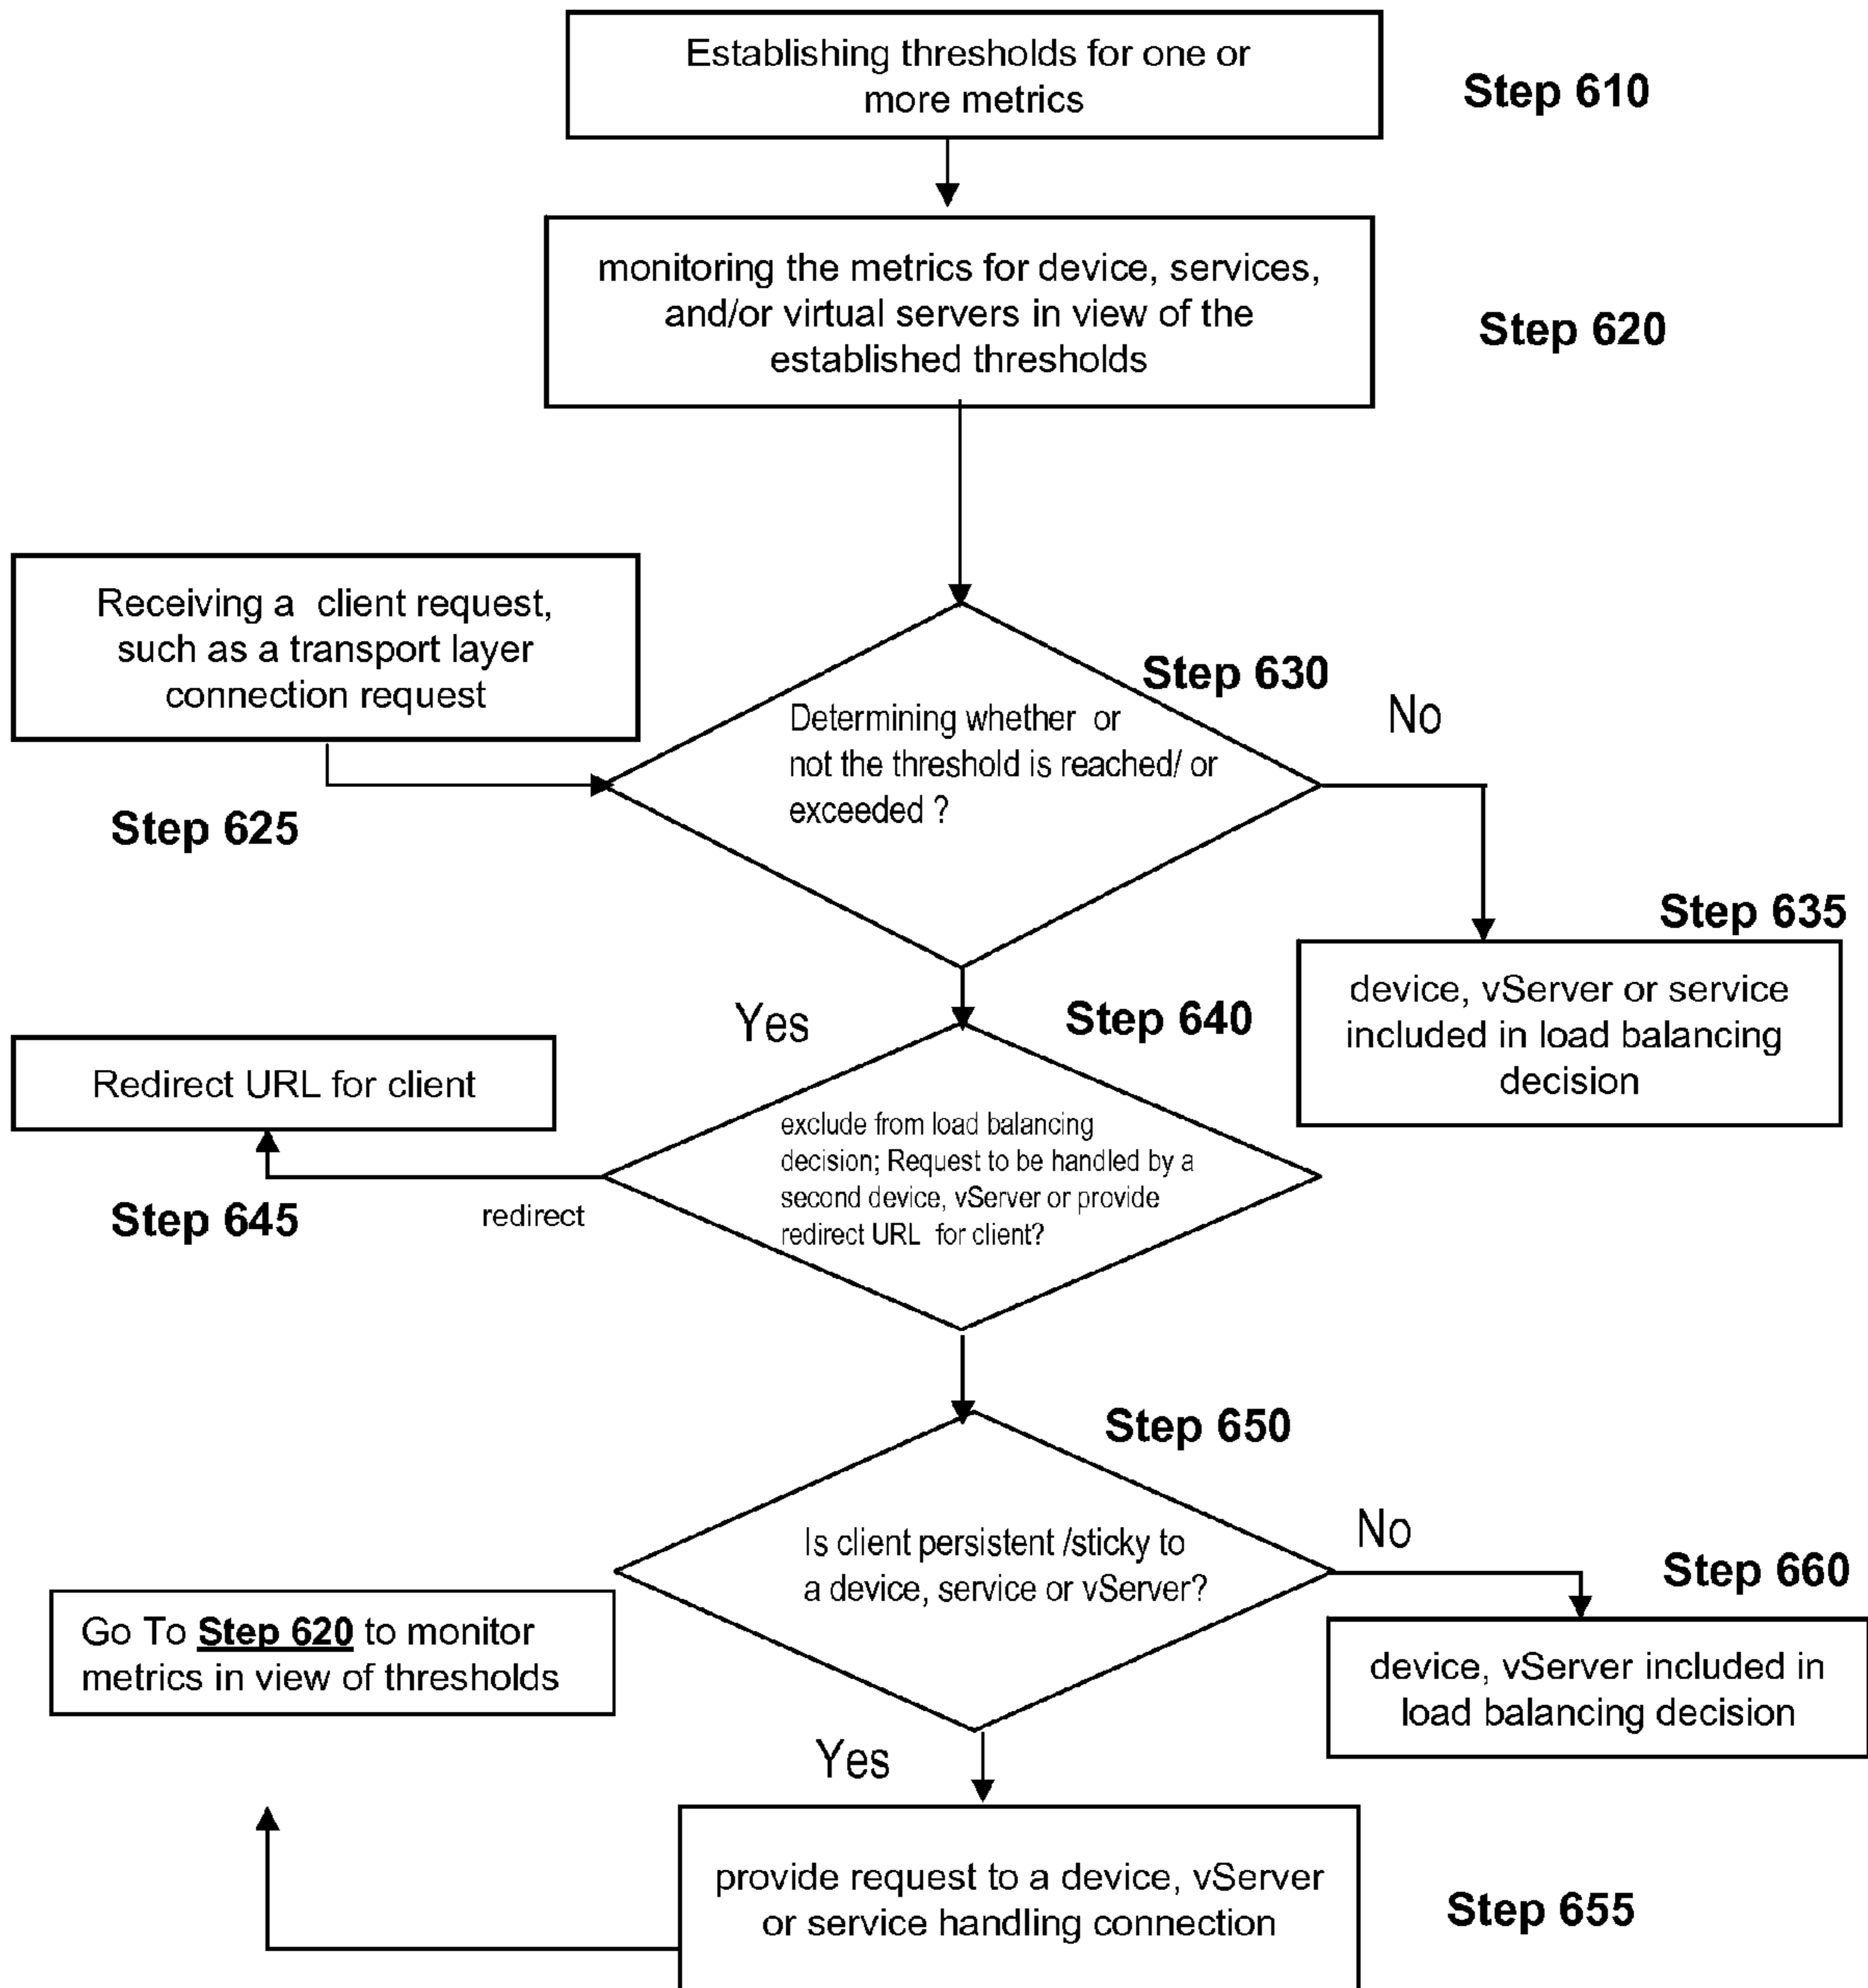 Establishing thresholds for one or
more metrics
Step 610
monitoring the metrics for device, services,
and/or virtual servers in view of the
established thresholds
Step 620
Receiving a  client request,
such as a transport layer
connection request
Step 625
Step 630
Determining whether  or
not the threshold is reached/ or
exceeded ?
No
Step 635
device, vServer or service
included in load balancing
decision
Yes
Step 640
exclude from load balancing
decision; Request to be handled by a
second device, vServer or provide
redirect URL  for client?
Redirect URL for client
Step 645
redirect
Step 650
Is client persistent /sticky to
a device, service or vServer?
No
Step 660
device, vServer included in
load balancing decision
Go To Step 620 to monitor
metrics in view of thresholds
Yes
provide request to a device, vServer
or service handling connection
Step 655